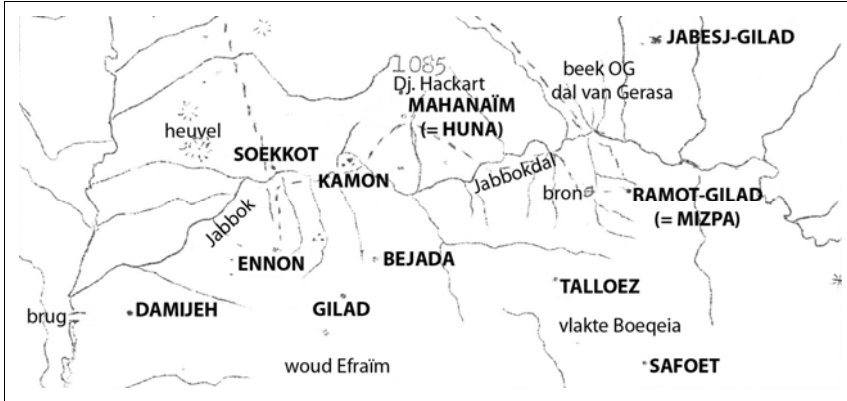 JABESJ-GILAD
1085
Dj. Hackart
beek OG
dal van Gerasa
MAHANAÏM
(= HUNA)
heuvel
SOEKKOT
KAMON
Jabbokdal
bron
RAMOT-GILAD
(= MIZPA)
Jabbok
ENNON
BEJADA
TALLOEZ
brug
DAMIJEH
GILAD
vlakte Boeqeia
woud Efraïm
SAFOET